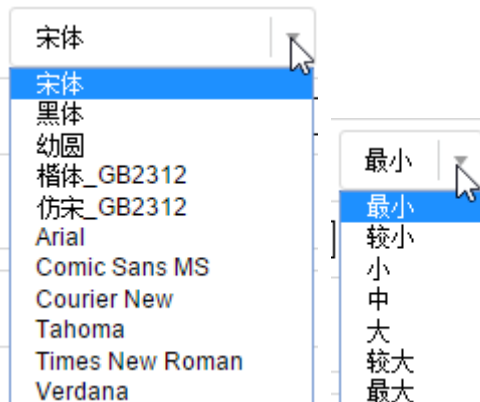 宋体
宋体
黑体
幼圆
楷体_GB2312
仿宋_GB2312
Arial
Comic Sans MS
Courier New
Tahoma
Times New Roman
Verdana
最小
最小
较小
小
中
大
较大
最大